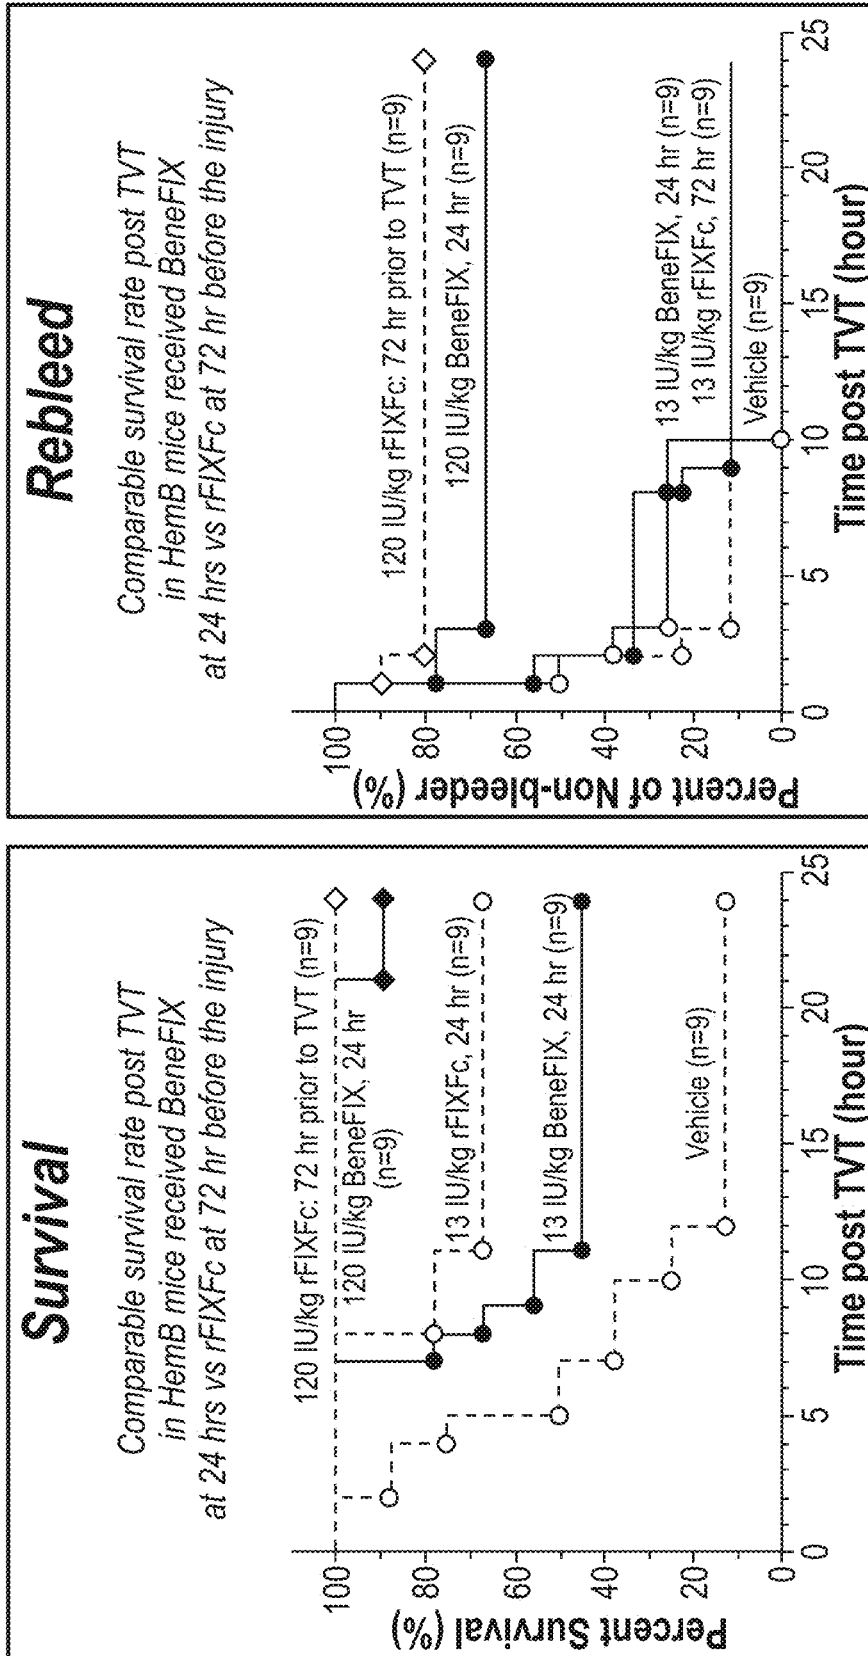 Survival
Comparable survival rate post TVT
in HemB mice received BeneFIX
at 24 hrs vs rFIXFc at 72 hr before the injury
Percent Survival (%)
100
80
60
40
20
0
120 IU/kg rFIXFc: 72 hr prior to TVT (n=9)
120 IU/kg BeneFIX, 24 hr
(n=9)
13 IU/kg rFIXFc, 24 hr (n=9)
13 IU/kg BeneFIX, 24 hr (n=9)
Vehicle (n=9)
0 5 10 15 20 25
Time post TVT (hour)
Rebleed
Comparable survival rate post TVT
in HemB mice received BeneFIX
at 24 hrs vs rFIXFc at 72 hr before the injury
Percent of Non-bleeder (%)
100
80
60
40
20
0
120 IU/kg rFIXFc: 72 hr prior to TVT (n=9)
120 IU/kg BeneFIX, 24 hr (n=9)
13 IU/kg BeneFIX, 24 hr (n=9)
13 IU/kg rFIXFc, 72 hr (n=9)
Vehicle (n=9)
0 5 10 15 20 25
Time post TVT (hour)